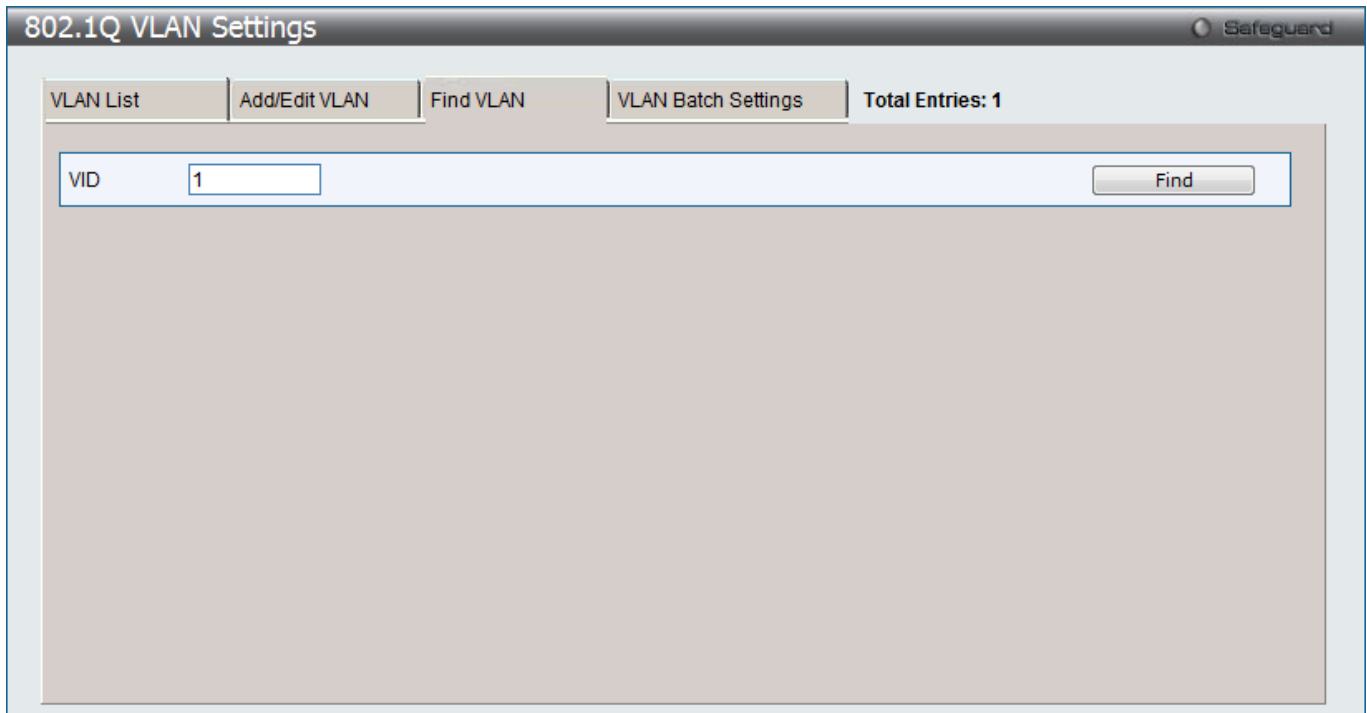 802.1Q VLAN Settings
Safeguard
VLAN List
Add/Edit VLAN
Find VLAN
VLAN Batch Settings
Total Entries: 1
VID
1
Find